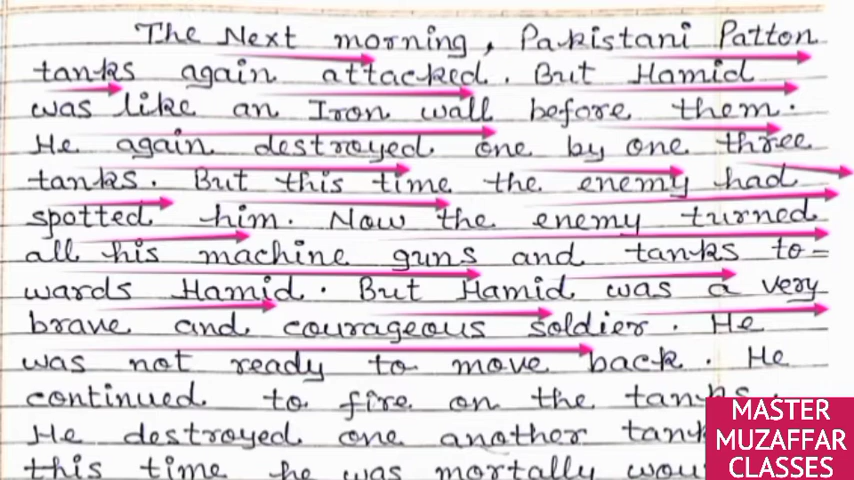 The Next morning, Pakistani Patton
tanks again attacked. But Hamid
was like an Iron wall before them.
He again destroyed one by one three
tanks. But this time the enemy had
spotted him. Now the enemy turned
all his machine guns and tanks to=
wards Hamid. But Hamid was a very
brave and courageous soldier. He
was not ready to move back. He
continued to fire on the tanks.
He destroyed one another
this time he was mortally
MASTER
MUZAFFAR
CLASSES